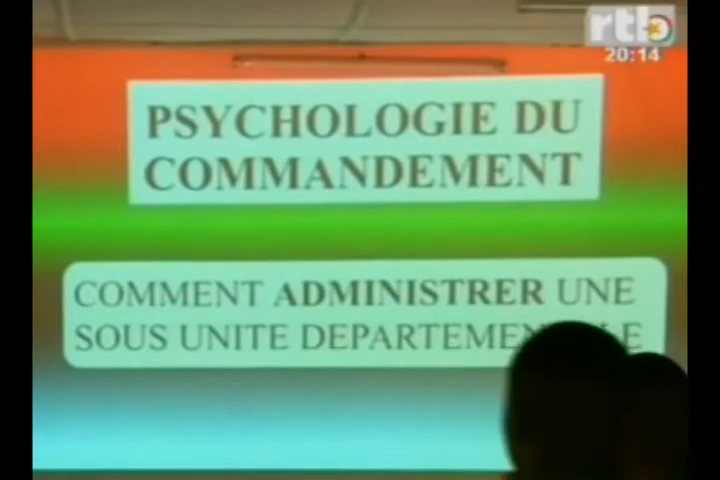 rtb
20:14
PSYCHOLOGIE DU
COMMANDEMENT
COMMENT ADMINISTRER UNE
SOUS UNITE